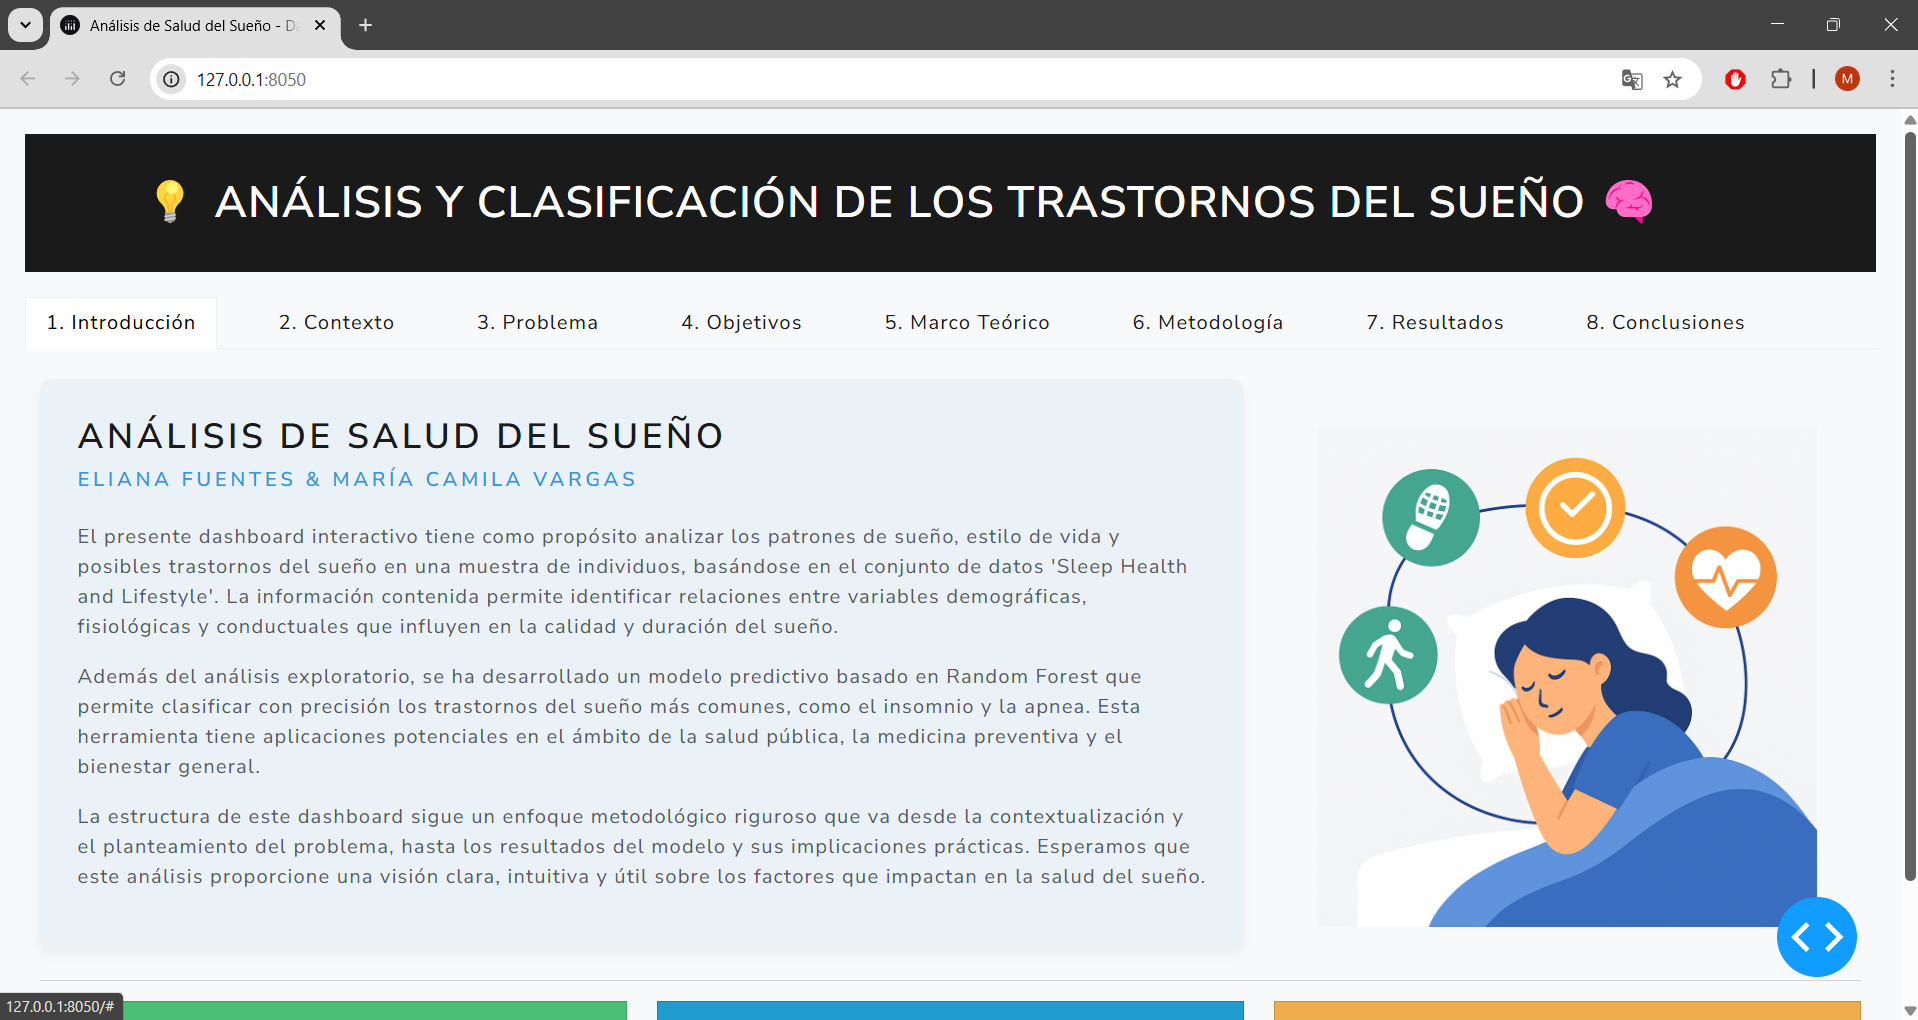 Análisis de Salud del Sueño - Da
127.0.0.1:8050
M
💡 ANÁLISIS Y CLASIFICACIÓN DE LOS TRASTORNOS DEL SUEÑO 🧠
1. Introducción
2. Contexto
3. Problema
4. Objetivos
5. Marco Teórico
6. Metodología
7. Resultados
8. Conclusiones
ANÁLISIS DE SALUD DEL SUEÑO
ELIANA FUENTES & MARÍA CAMILA VARGAS
El presente dashboard interactivo tiene como propósito analizar los patrones de sueño, estilo de vida y
posibles trastornos del sueño en una muestra de individuos, basándose en el conjunto de datos 'Sleep Health
and Lifestyle'. La información contenida permite identificar relaciones entre variables demográficas,
fisiológicas y conductuales que influyen en la calidad y duración del sueño.
Además del análisis exploratorio, se ha desarrollado un modelo predictivo basado en Random Forest que
permite clasificar con precisión los trastornos del sueño más comunes, como el insomnio y la apnea. Esta
herramienta tiene aplicaciones potenciales en el ámbito de la salud pública, la medicina preventiva y el
bienestar general.
La estructura de este dashboard sigue un enfoque metodológico riguroso que va desde la contextualización y
el planteamiento del problema, hasta los resultados del modelo y sus implicaciones prácticas. Esperamos que
este análisis proporcione una visión clara, intuitiva y útil sobre los factores que impactan en la salud del sueño.
127.0.0.1:8050/#